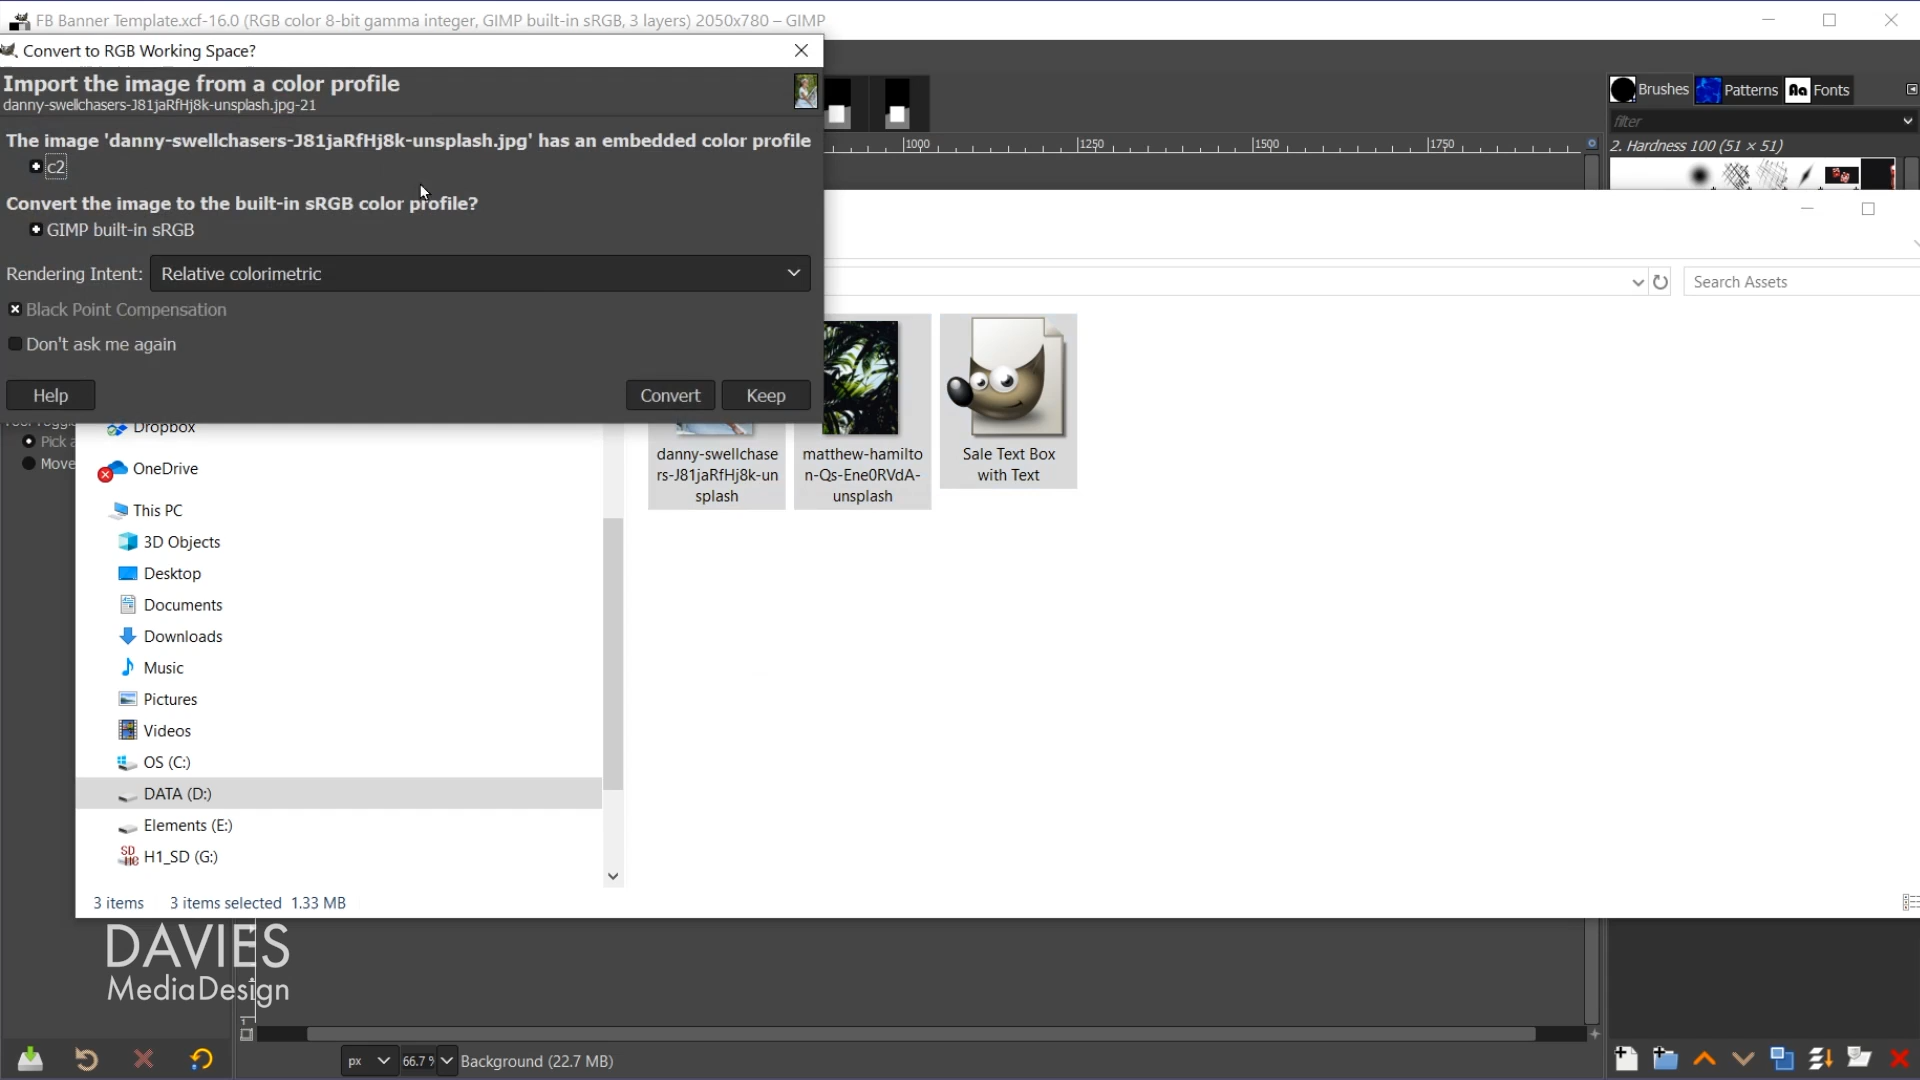 FB Banner Template.xcf-16.0 (RGB color 8-bit gamma integer, GIMP built-in sRGB, 3 layers) 2050x780 – GIMP
Convert to RGB Working Space?
Import the image from a color profile
danny-swellchasers-J81jaRfHj8k-unsplash.jpg-21
The image 'danny-swellchasers-J81jaRfHj8k-unsplash.jpg' has an embedded color profile
c2
Convert the image to the built-in sRGB color profile?
GIMP built-in sRGB
Rendering Intent: Relative colorimetric
Black Point Compensation
Don't ask me again
Help Convert Keep
Brushes Patterns Aa Fonts
filter
2. Hardness 100 (51 × 51)
1000 1250 1500 1750
Search Assets
danny-swellchase
rs-J81jaRfHj8k-un
splash
matthew-hamilto
n-Qs-Ene0RVdA-
unsplash
Sale Text Box
with Text
Pick a
Move
Dropbox
OneDrive
This PC
3D Objects
Desktop
Documents
Downloads
Music
Pictures
Videos
OS (C:)
DATA (D:)
Elements (E:)
H1_SD (G:)
3 items 3 items selected 1.33 MB
DAVIES
MediaDesign
px 66.7 % Background (22.7 MB)